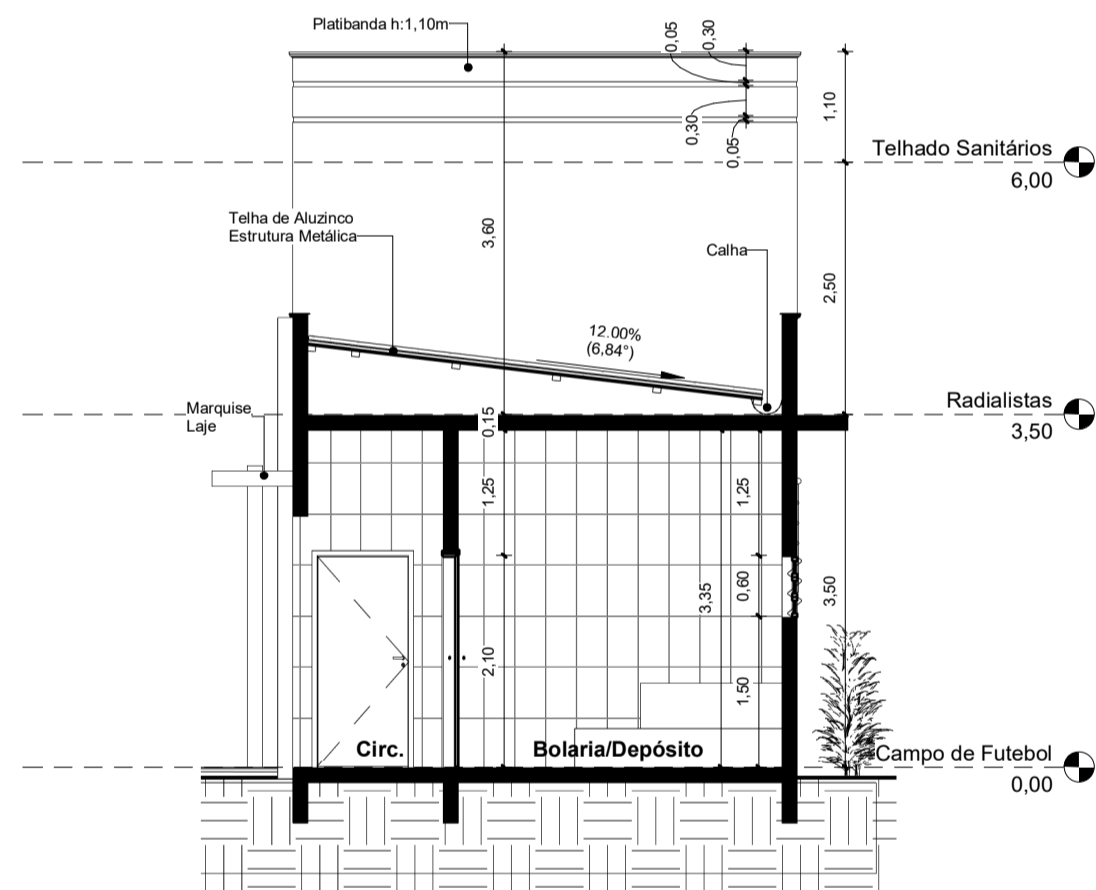 Platibanda h:1,10m
0,05
0,30
1,10
0,30
0,05
Telhado Sanitários
6,00
Telha de Aluzinco
Estrutura Metálica
3,60
Calha
2,50
12.00%
(6,84°)
Marquise
Laje
Radialistas
3,50
0,15
1,25
1,25
3,35
0,60
3,50
2,10
1,50
Circ.
Bolaria/Depósito
Campo de Futebol
0,00